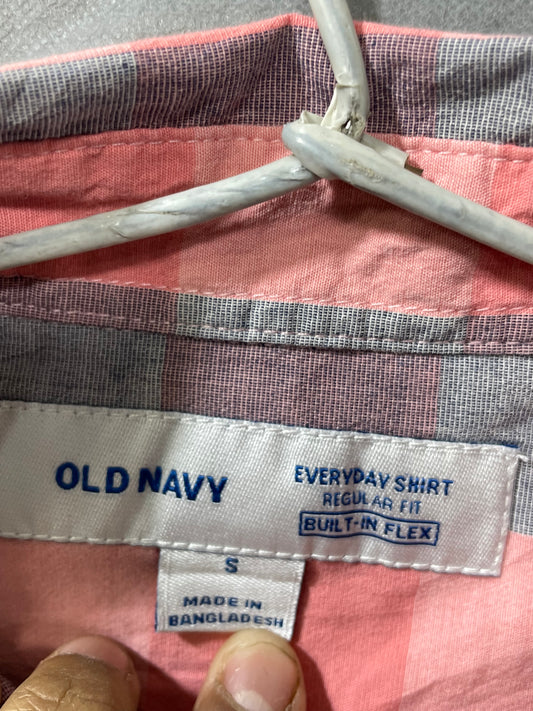 OLD NAVY
EVERYDAY SHIRT
REGULAR FIT
BUILT-IN FLEX
S
MADE IN
BANGLADESH